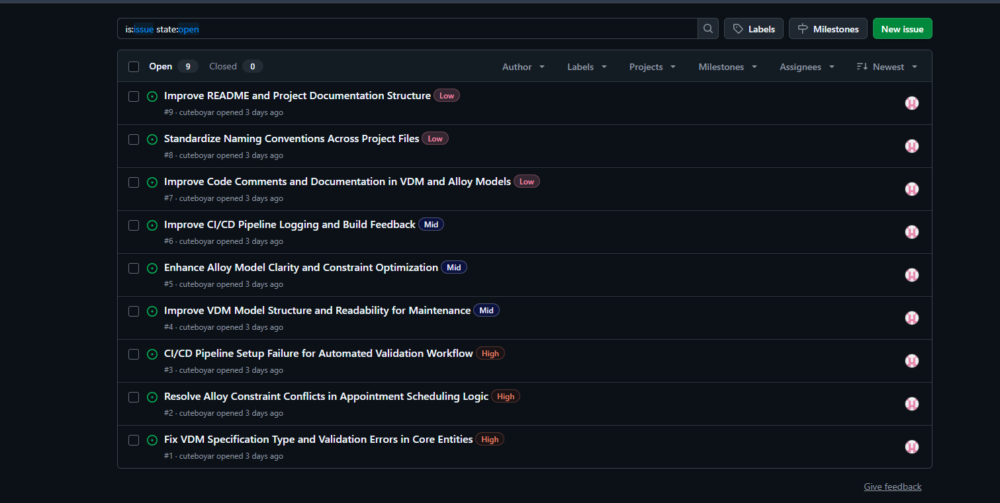 is:issue state:open Labels Milestones New issue
Open 9 Closed 0 Author Labels Projects Milestones Assignees Newest
Improve README and Project Documentation Structure Low
#9 · cuteboyar opened 3 days ago
Standardize Naming Conventions Across Project Files Low
#8 · cuteboyar opened 3 days ago
Improve Code Comments and Documentation in VDM and Alloy Models Low
#7 · cuteboyar opened 3 days ago
Improve CI/CD Pipeline Logging and Build Feedback Mid
#6 · cuteboyar opened 3 days ago
Enhance Alloy Model Clarity and Constraint Optimization Mid
#5 · cuteboyar opened 3 days ago
Improve VDM Model Structure and Readability for Maintenance Mid
#4 · cuteboyar opened 3 days ago
CI/CD Pipeline Setup Failure for Automated Validation Workflow High
#3 · cuteboyar opened 3 days ago
Resolve Alloy Constraint Conflicts in Appointment Scheduling Logic High
#2 · cuteboyar opened 3 days ago
Fix VDM Specification Type and Validation Errors in Core Entities High
#1 · cuteboyar opened 3 days ago
Give feedback